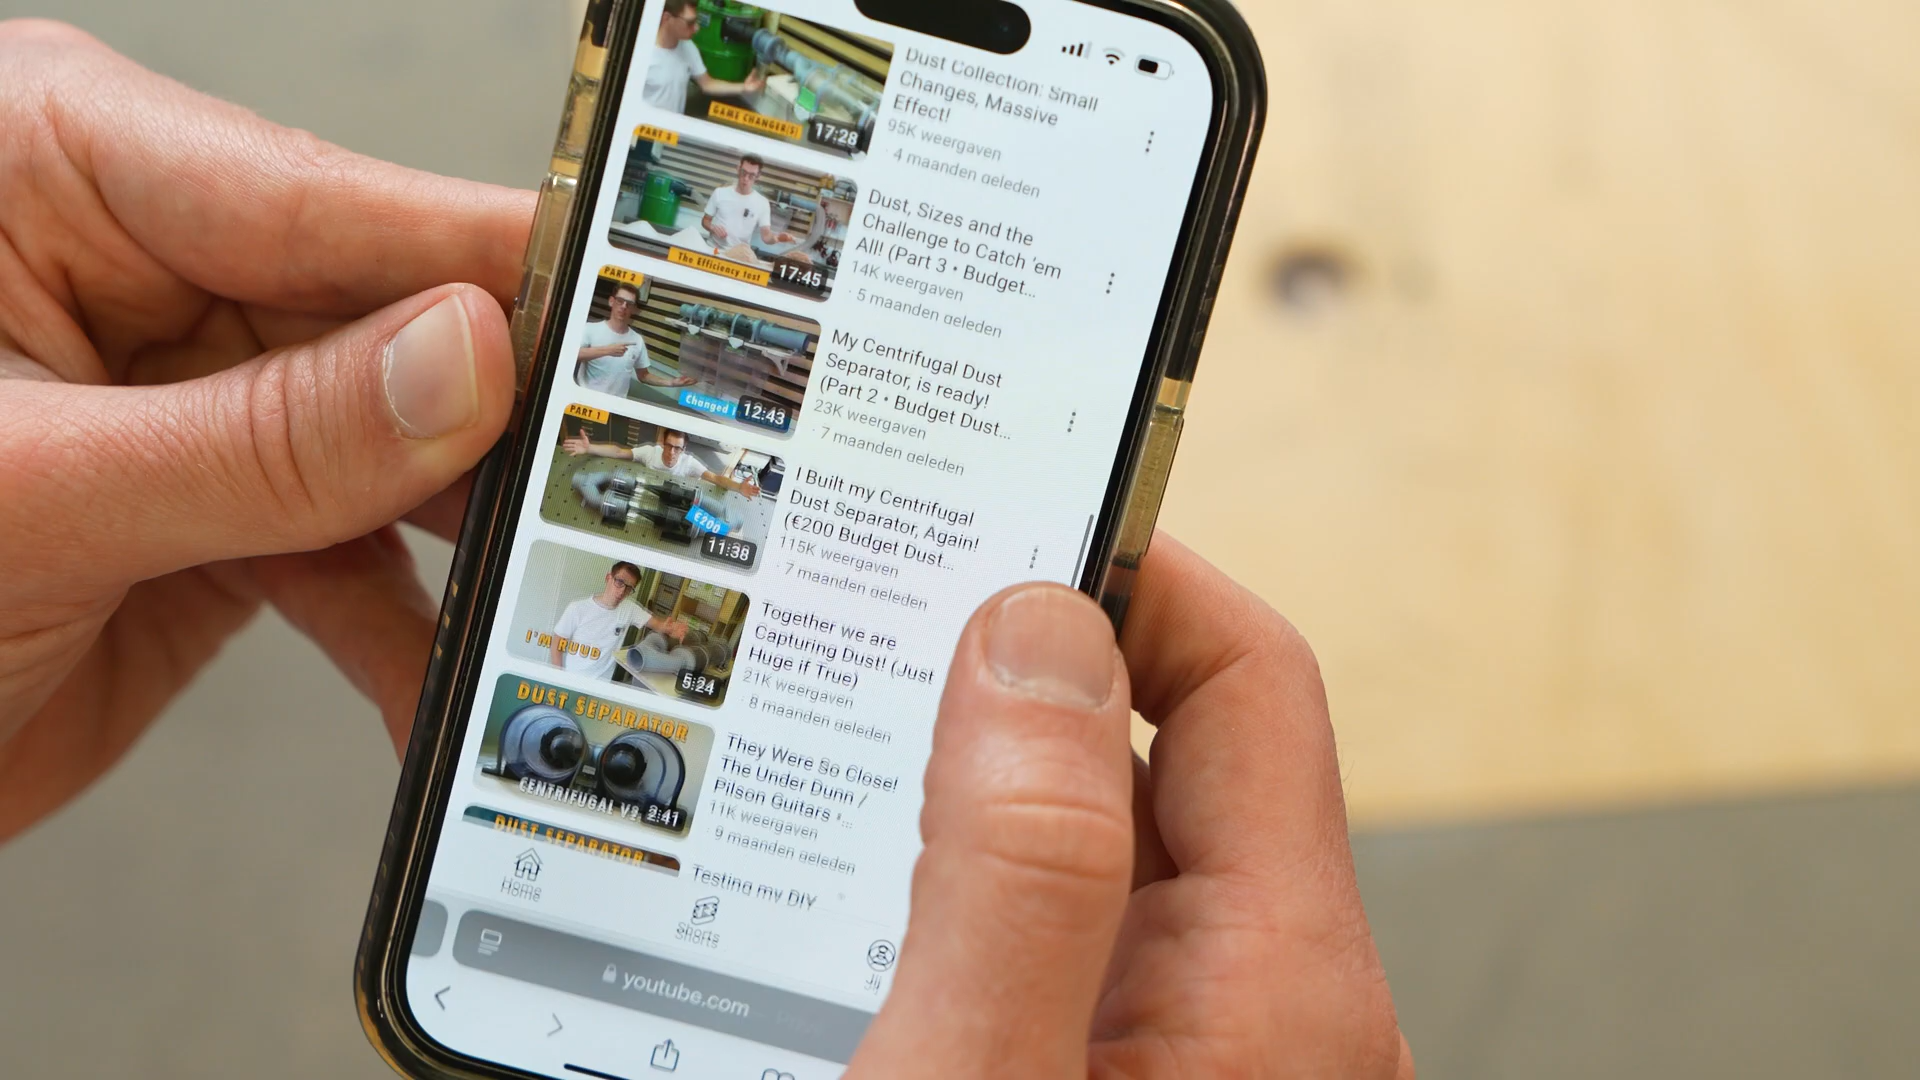 GAME CHANGER(S)
17:28
Dust Collection: Small
Changes, Massive
Effect!
95K weergaven
· 4 maanden geleden
PART 3
The Efficiency test
17:45
Dust, Sizes and the
Challenge to Catch 'em
All! (Part 3 • Budget...
14K weergaven
· 5 maanden geleden
PART 2
Changed
12:43
My Centrifugal Dust
Separator, is ready!
(Part 2 • Budget Dust...
23K weergaven
· 7 maanden geleden
PART 1
€200
11:38
I Built my Centrifugal
Dust Separator, Again!
(€200 Budget Dust...
115K weergaven
· 7 maanden geleden
I'M RUUD
5:24
Together we are
Capturing Dust! (Just
Huge if True)
21K weergaven
· 8 maanden geleden
DUST SEPARATOR
CENTRIFUGAL V2
2:41
They Were So Close!
The Under Dunn /
Pilson Guitars
11K weergaven
· 9 maanden geleden
DUST SEPARATOR
Testing my DIY
Home
Shorts
Jij
youtube.com